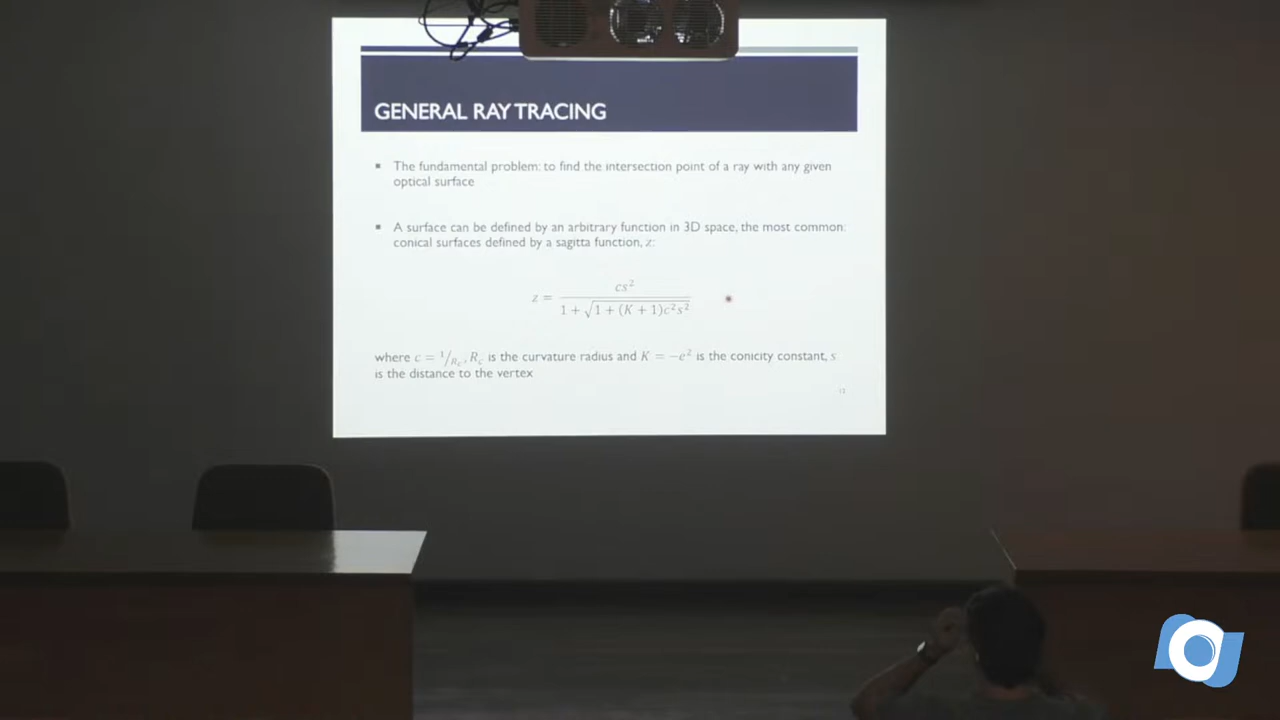 GENERAL RAY TRACING
▪ The fundamental problem: to find the intersection point of a ray with any given
optical surface
▪ A surface can be defined by an arbitrary function in 3D space, the most common:
conical surfaces defined by a sagitta function, z:
z = cs² / (1 + √(1 + (K + 1)c²s²))
where c = 1/R_c, R_c is the curvature radius and K = −e² is the conicity constant, s
is the distance to the vertex